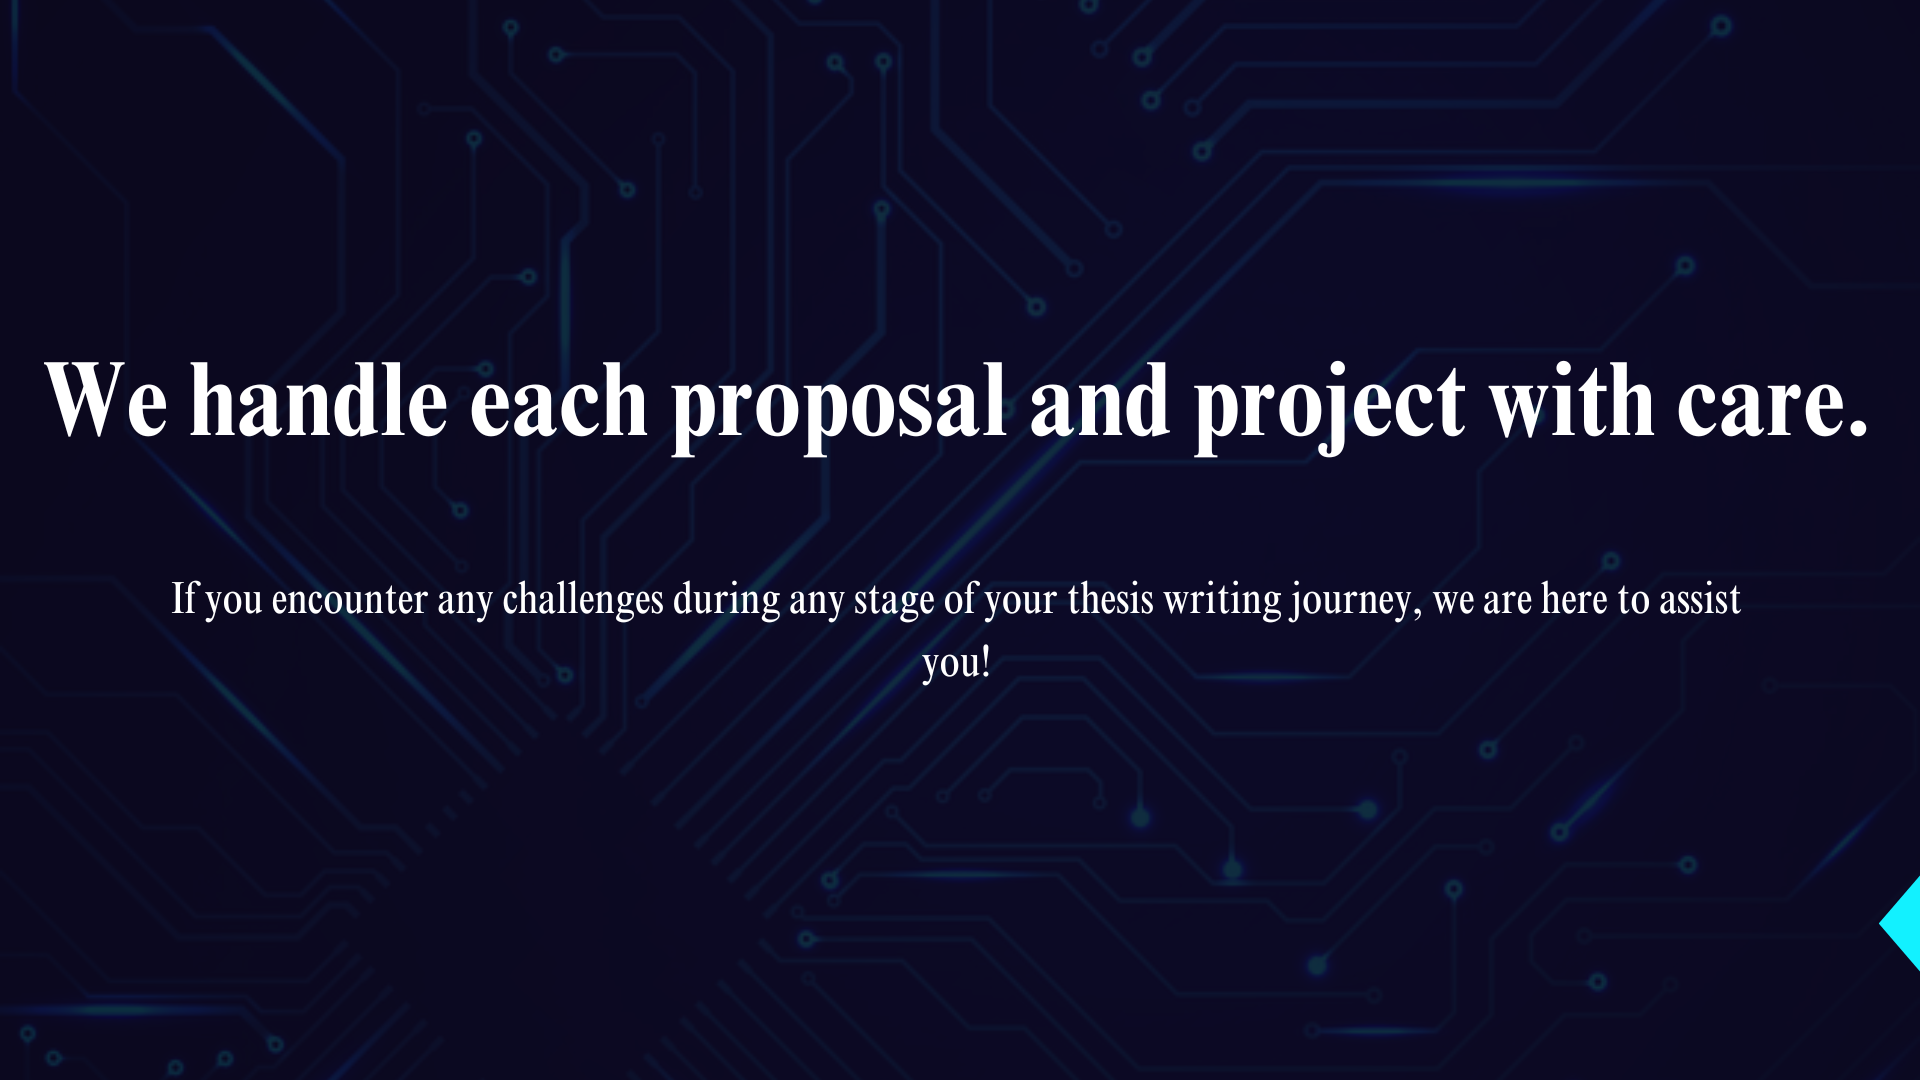 We handle each proposal and project with care.
If you encounter any challenges during any stage of your thesis writing journey, we are here to assist
you!